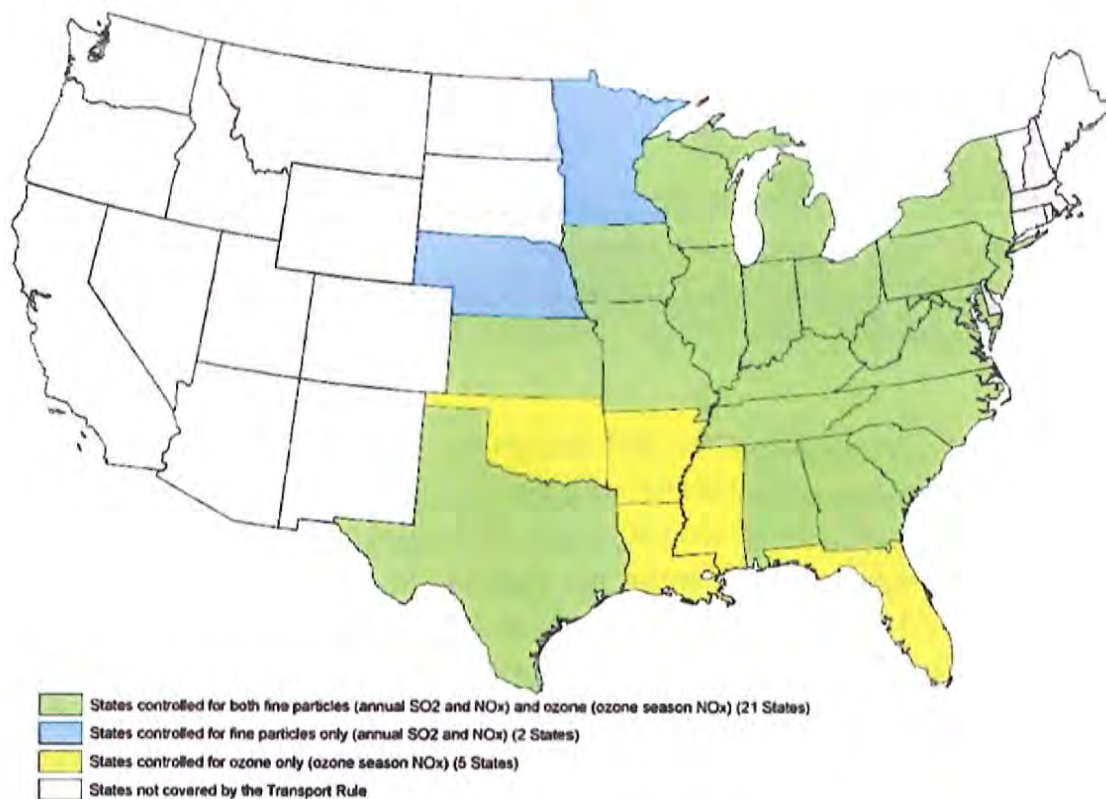 States controlled for both fine particles (annual SO2 and NOx) and ozone (ozone season NOx) (21 States)
States controlled for fine particles only (annual SO2 and NOx) (2 States)
States controlled for ozone only (ozone season NOx) (5 States)
States not covered by the Transport Rule